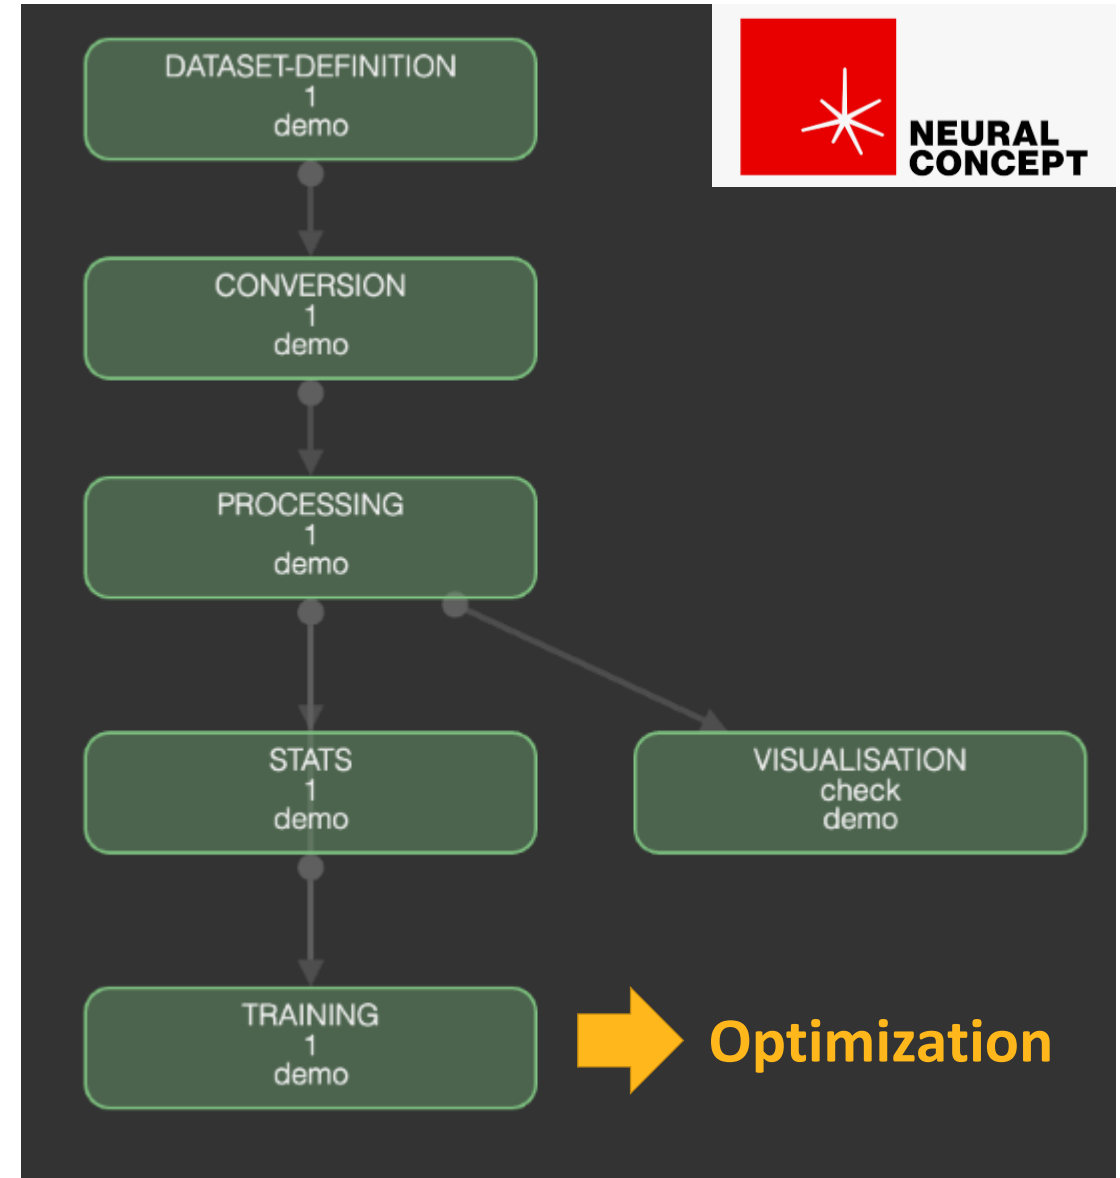 DATASET-DEFINITION
1
demo
NEURAL
CONCEPT
CONVERSION
1
demo
PROCESSING
1
demo
STATS
1
demo
VISUALISATION
check
demo
TRAINING
1
demo
Optimization